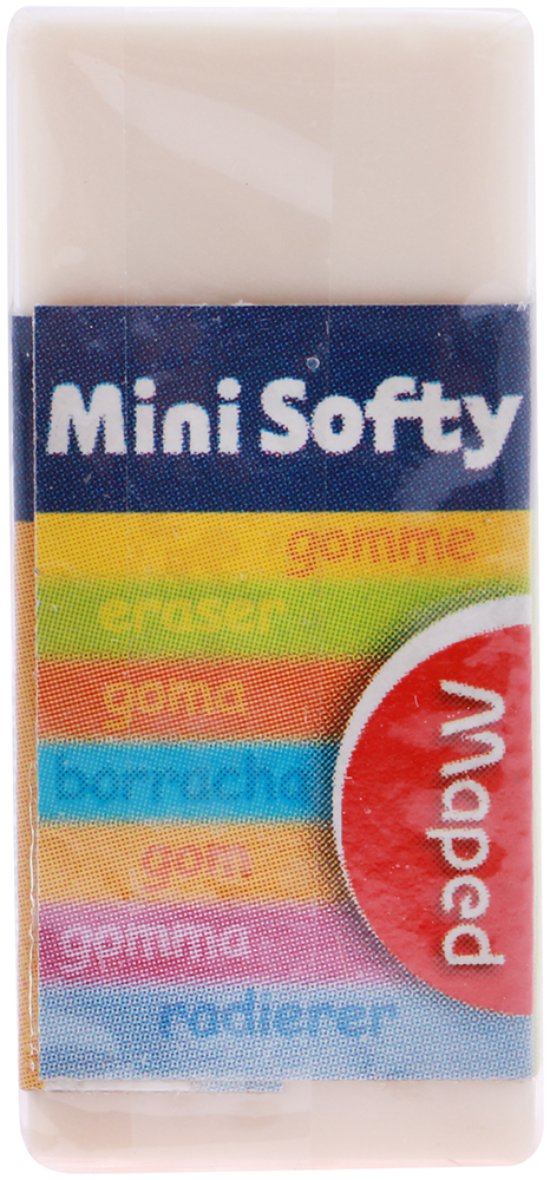 Mini Softy
gomme
eraser
goma
borracha
gom
gomma
radierer
Maped